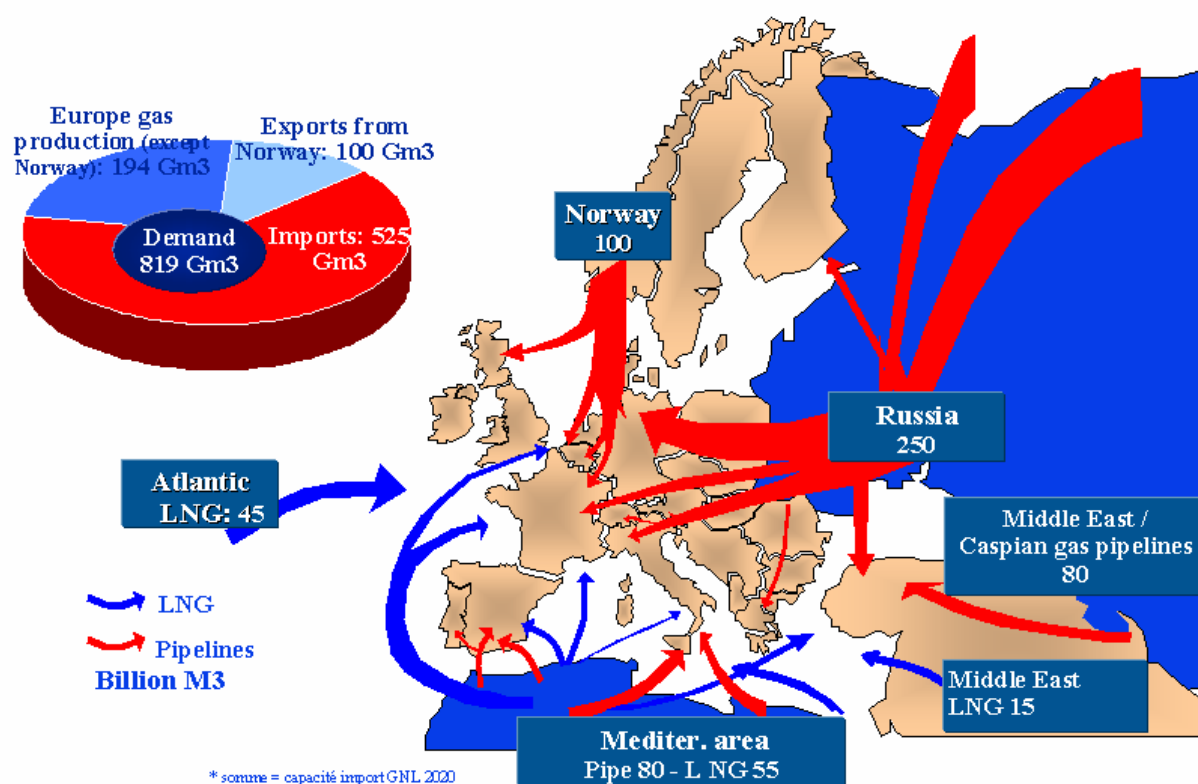 Europe gas
production (except
Norway): 194 Gm3
Exports from
Norway: 100 Gm3
Demand
819 Gm3
Imports: 525
Gm3
Norway
100
Russia
250
Atlantic
LNG: 45
Middle East /
Caspian gas pipelines
80
LNG
Pipelines
Billion M3
Middle East
LNG 15
Mediter. area
Pipe 80 - L NG 55
* somme = capacité import GNL 2020